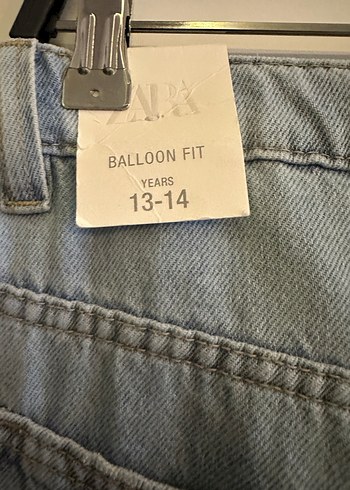 ZARA
BALLOON FIT
YEARS
13-14